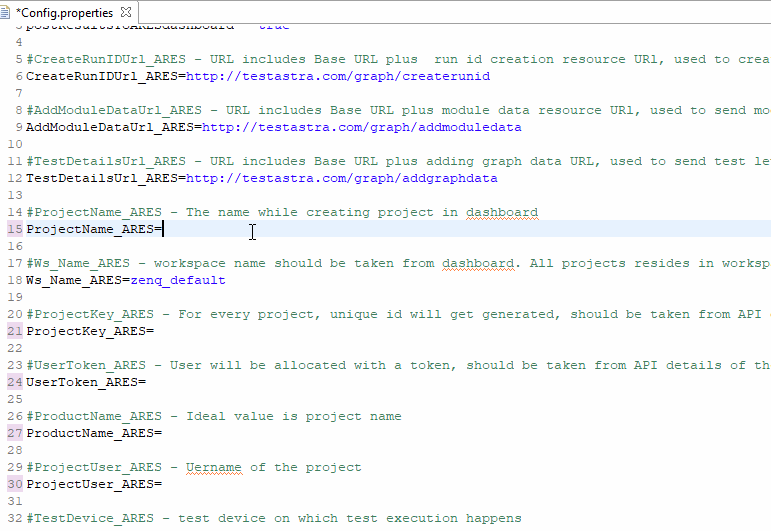 *Config.properties
3 postResultsToARESdashboard = true
4
5 #CreateRunIDUrl_ARES - URL includes Base URL plus  run id creation resource URl, used to crea
6 CreateRunIDUrl_ARES=http://testastra.com/graph/createrunid
7
8 #AddModuleDataUrl_ARES - URL includes Base URL plus module data resource URl, used to send mo
9 AddModuleDataUrl_ARES=http://testastra.com/graph/addmoduledata
10
11 #TestDetailsUrl_ARES - URL includes Base URL plus adding graph data URL, used to send test le
12 TestDetailsUrl_ARES=http://testastra.com/graph/addgraphdata
13
14 #ProjectName_ARES - The name while creating project in dashboard
15 ProjectName_ARES=
16
17 #Ws_Name_ARES - workspace name should be taken from dashboard. All projects resides in worksp
18 Ws_Name_ARES=zenq_default
19
20 #ProjectKey_ARES - For every project, unique id will get generated, should be taken from API
21 ProjectKey_ARES=
22
23 #UserToken_ARES - User will be allocated with a token, should be taken from API details of th
24 UserToken_ARES=
25
26 #ProductName_ARES - Ideal value is project name
27 ProductName_ARES=
28
29 #ProjectUser_ARES - Uername of the project
30 ProjectUser_ARES=
31
32 #TestDevice_ARES - test device on which test execution happens